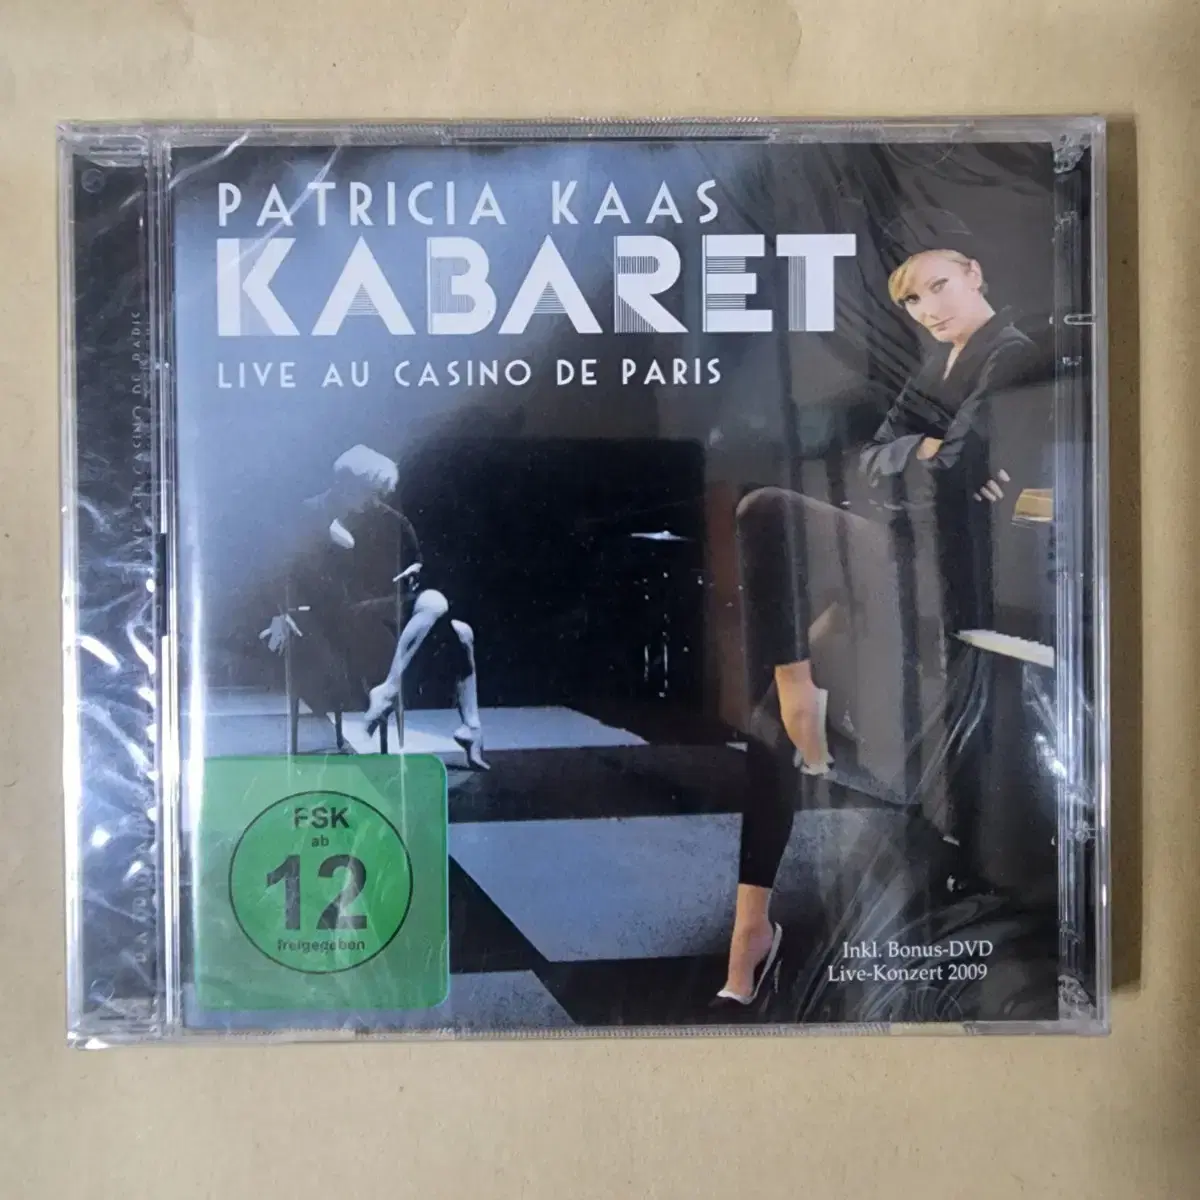 PATRICIA KAAS
KABARET
LIVE AU CASINO DE PARIS
FSK
ab
12
freigegeben
Inkl. Bonus-DVD
Live-Konzert 2009